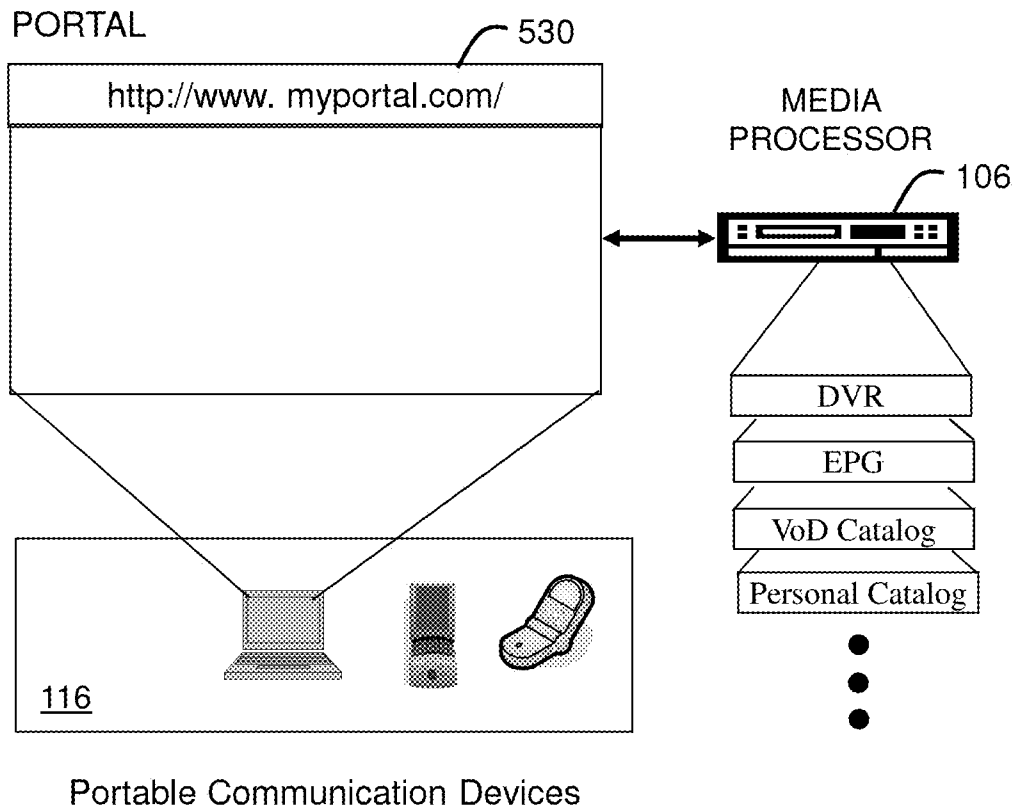 PORTAL
530
http://www. myportal.com/
MEDIA
PROCESSOR
106
DVR
EPG
VoD Catalog
Personal Catalog
116
Portable Communication Devices